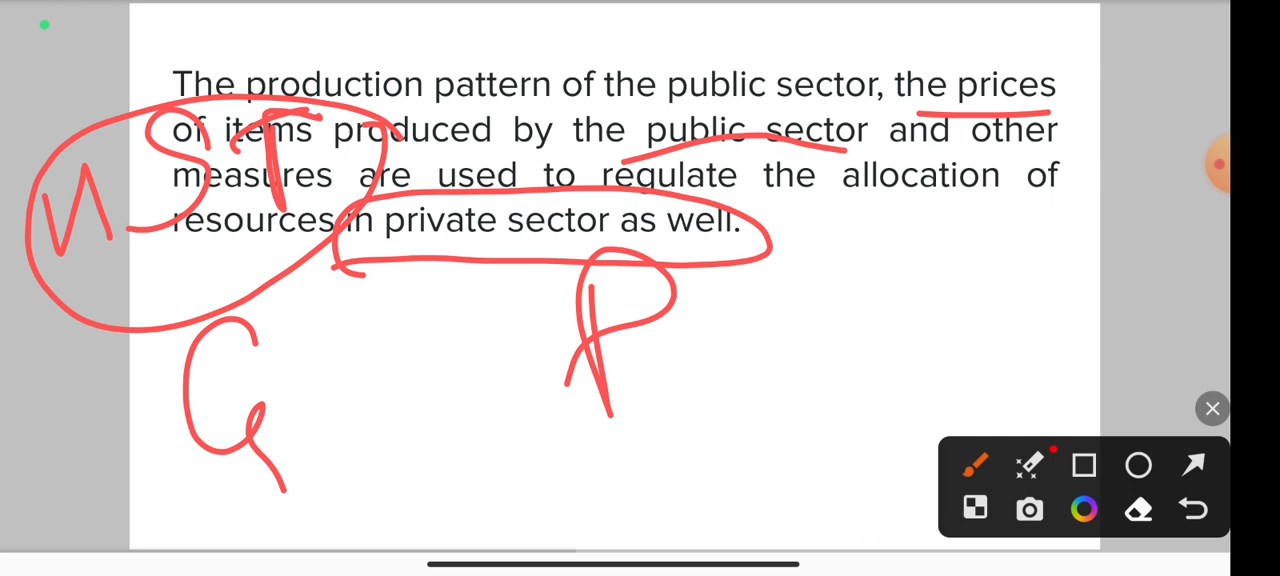 The production pattern of the public sector, the prices
of items produced by the public sector and other
measures are used to regulate the allocation of
resources in private sector as well.
N ST
G
P